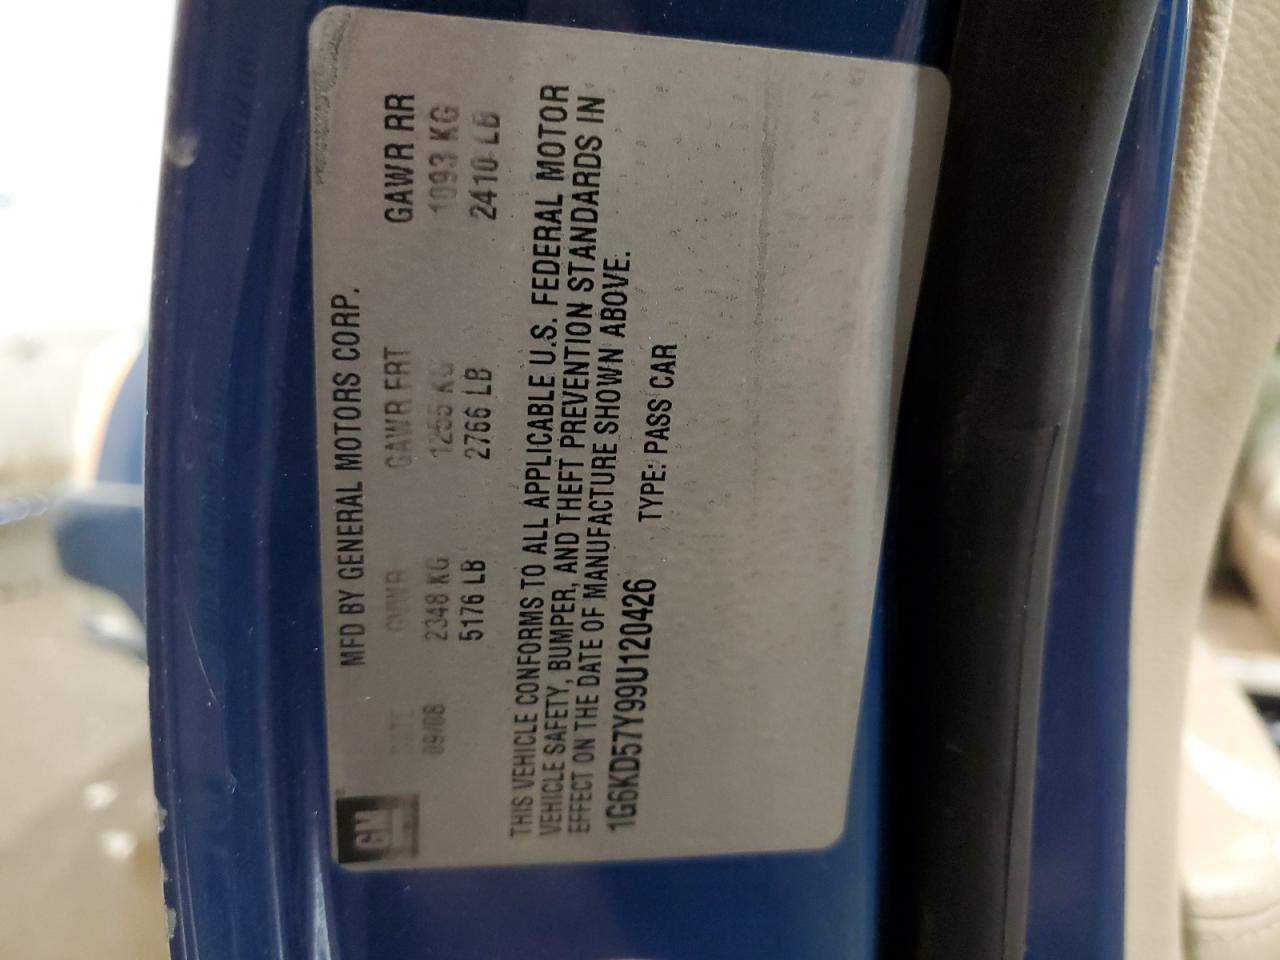 GM
MFD BY GENERAL MOTORS CORP.
DATE GVWR GAWR FRT GAWR RR
09/08 2348 KG 1255 KG 1093 KG
5176 LB 2766 LB 2410 LB
THIS VEHICLE CONFORMS TO ALL APPLICABLE U.S. FEDERAL MOTOR
VEHICLE SAFETY, BUMPER, AND THEFT PREVENTION STANDARDS IN
EFFECT ON THE DATE OF MANUFACTURE SHOWN ABOVE.
1G6KD57Y99U120426 TYPE: PASS CAR